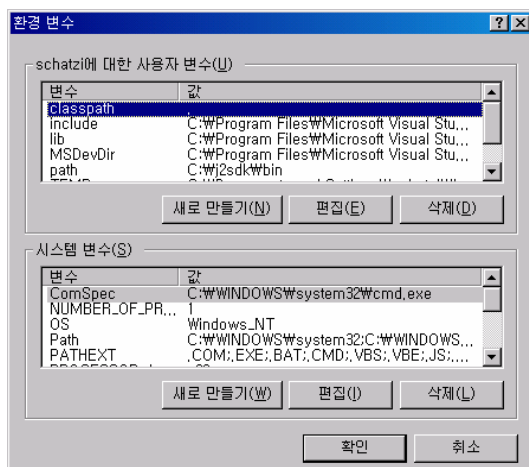 환경 변수
schatzi에 대한 사용자 변수(U)
변수 값
classpath .
include C:₩Program Files₩Microsoft Visual Stu...
lib C:₩Program Files₩Microsoft Visual Stu...
MSDevDir C:₩Program Files₩Microsoft Visual Stu...
path C:₩j2sdk₩bin
새로 만들기(N) 편집(E) 삭제(D)
시스템 변수(S)
변수 값
ComSpec C:₩WINDOWS₩system32₩cmd.exe
NUMBER_OF_PR... 1
OS Windows_NT
Path C:₩WINDOWS₩system32;C:₩WINDOWS...
PATHEXT .COM;.EXE;.BAT;.CMD;.VBS;.VBE;.JS;....
새로 만들기(W) 편집(I) 삭제(L)
확인 취소